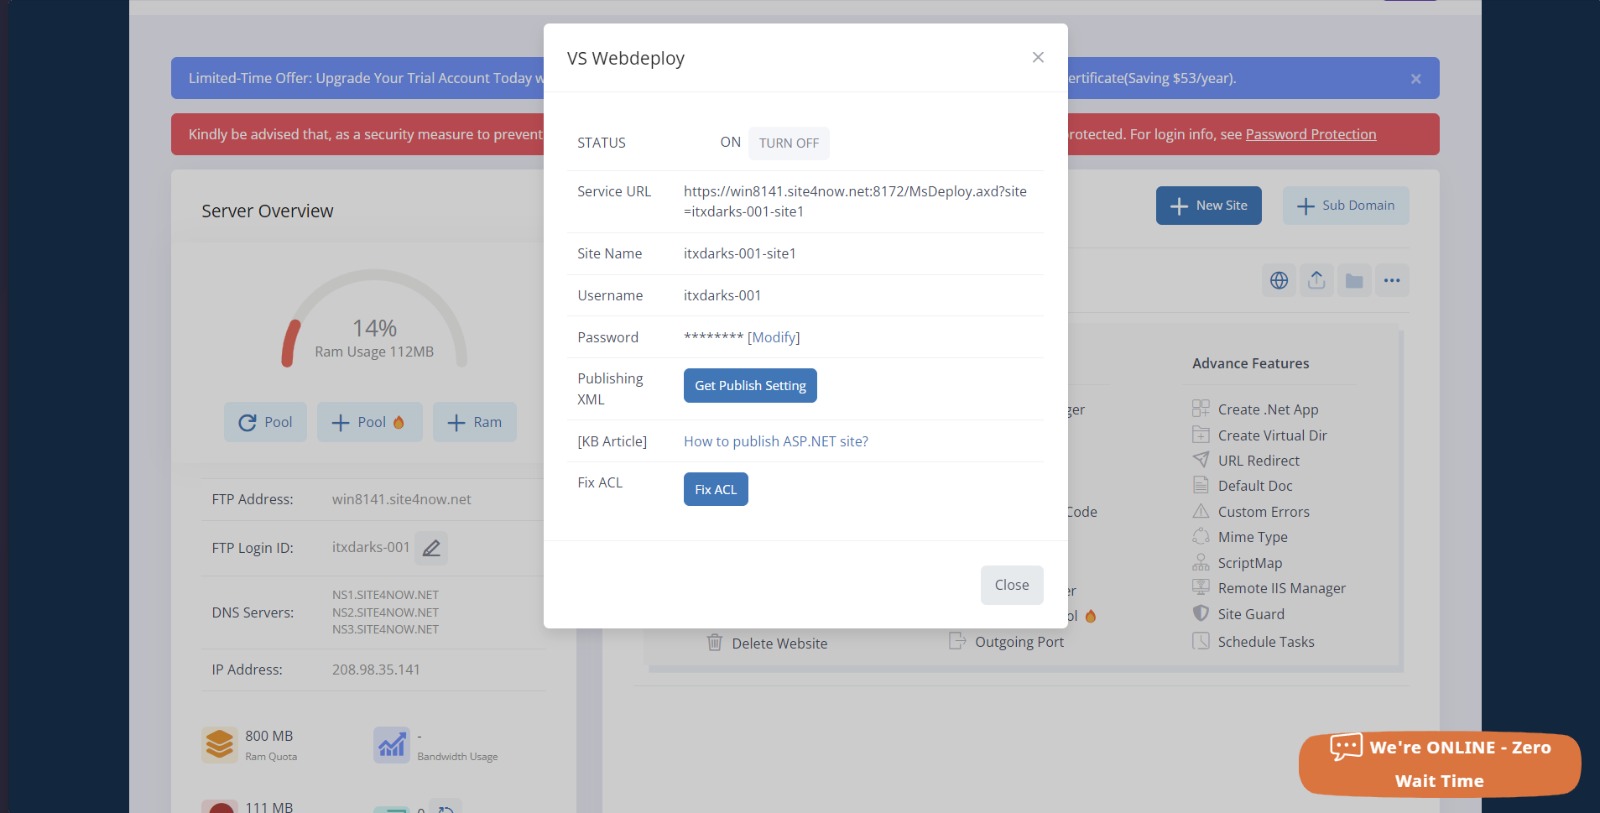 Limited-Time Offer: Upgrade Your Trial Account Today
ertificate(Saving $53/year).
Kindly be advised that, as a security measure to prevent
rotected. For login info, see Password Protection
VS Webdeploy
STATUS ON TURN OFF
Service URL https://win8141.site4now.net:8172/MsDeploy.axd?site
=itxdarks-001-site1
Site Name itxdarks-001-site1
Username itxdarks-001
Password ******** [Modify]
Publishing
XML
Get Publish Setting
[KB Article] How to publish ASP.NET site?
Fix ACL Fix ACL
Close
Server Overview
14%
Ram Usage 112MB
Pool Pool Ram
FTP Address: win8141.site4now.net
FTP Login ID: itxdarks-001
DNS Servers:
NS1.SITE4NOW.NET
NS2.SITE4NOW.NET
NS3.SITE4NOW.NET
IP Address: 208.98.35.141
800 MB
Ram Quota
-
Bandwidth Usage
111 MB
0
New Site Sub Domain
ger
Code
er
ol
Delete Website
Outgoing Port
Advance Features
Create .Net App
Create Virtual Dir
URL Redirect
Default Doc
Custom Errors
Mime Type
ScriptMap
Remote IIS Manager
Site Guard
Schedule Tasks
We're ONLINE - Zero
Wait Time